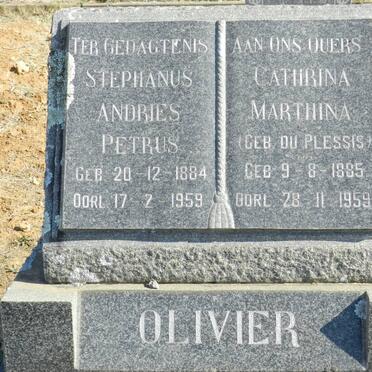 TER GEDAGTENIS
STEPHANUS
ANDRIES
PETRUS
GEB 20-12-1884
OORL 17-2-1959
AAN ONS OUERS
CATHRINA
MARTHINA
(GEB DU PLESSIS)
GEB 9-8-1885
OORL 28-11-1959
OLIVIER